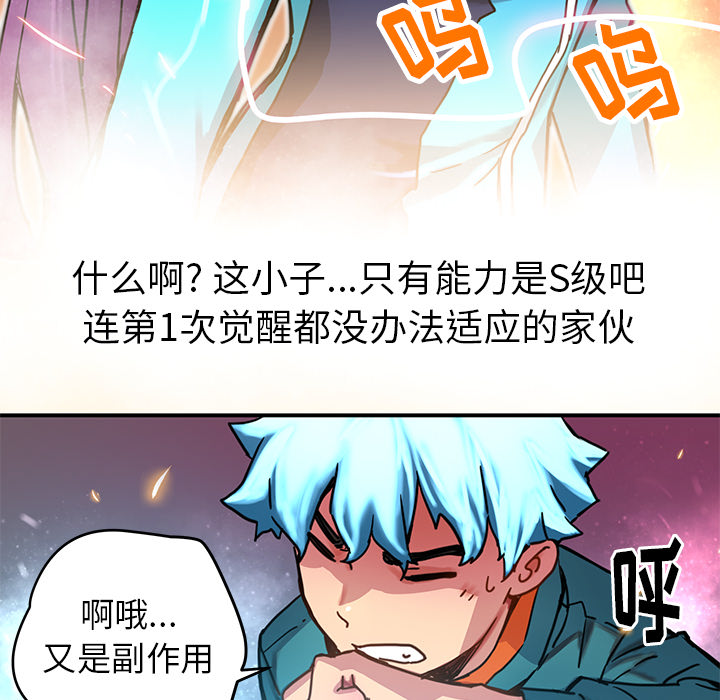 呜
呜
什么啊? 这小子...只有能力是S级吧
连第1次觉醒都没办法适应的家伙
呼
啊哦...
又是副作用